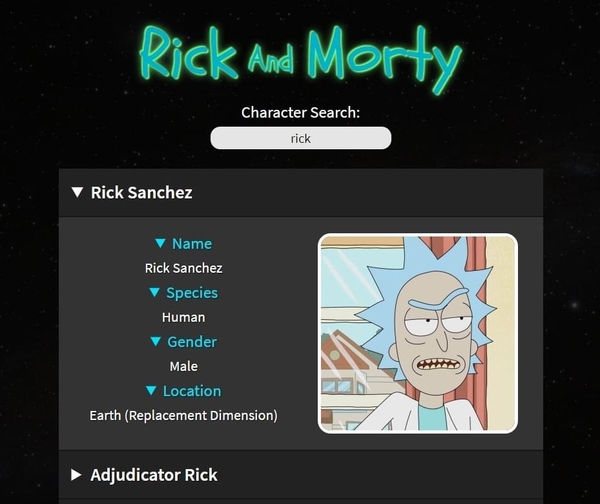 Rick And Morty
Character Search:
rick
▼ Rick Sanchez
▼ Name
Rick Sanchez
▼ Species
Human
▼ Gender
Male
▼ Location
Earth (Replacement Dimension)
▶ Adjudicator Rick